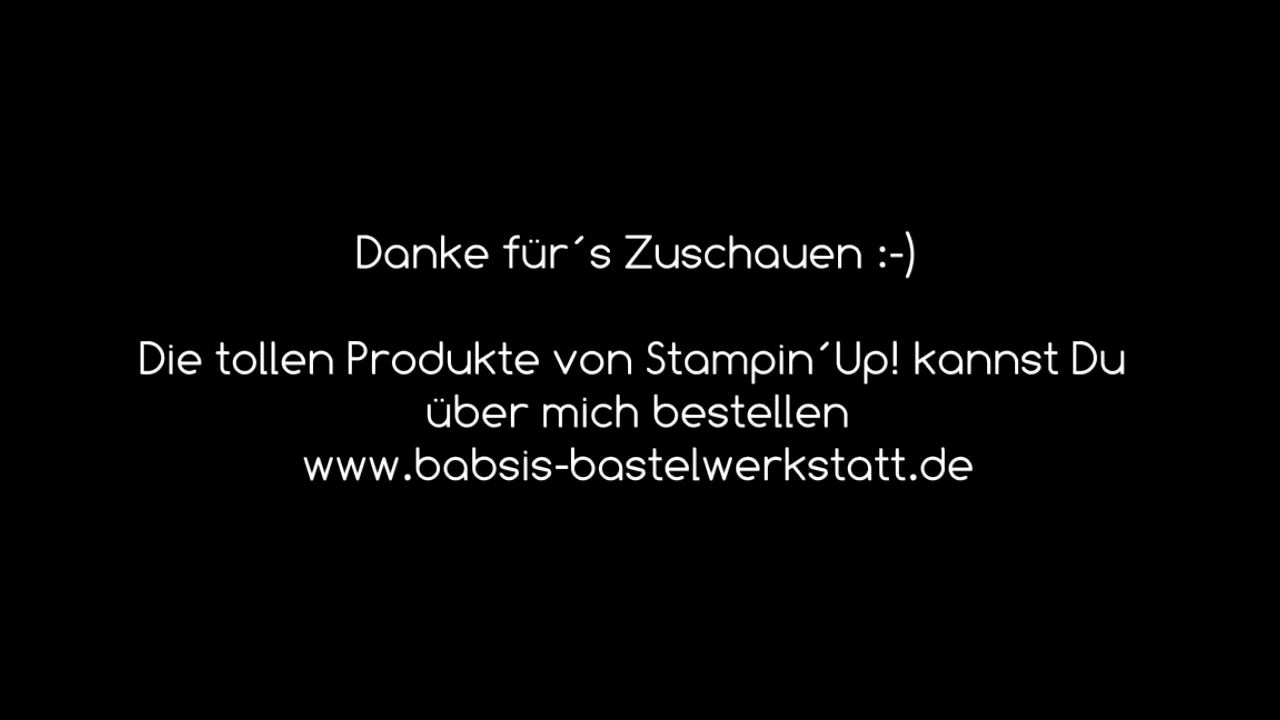 Danke für´s Zuschauen :-)
Die tollen Produkte von Stampin´Up! kannst Du
über mich bestellen
www.babsis-bastelwerkstatt.de